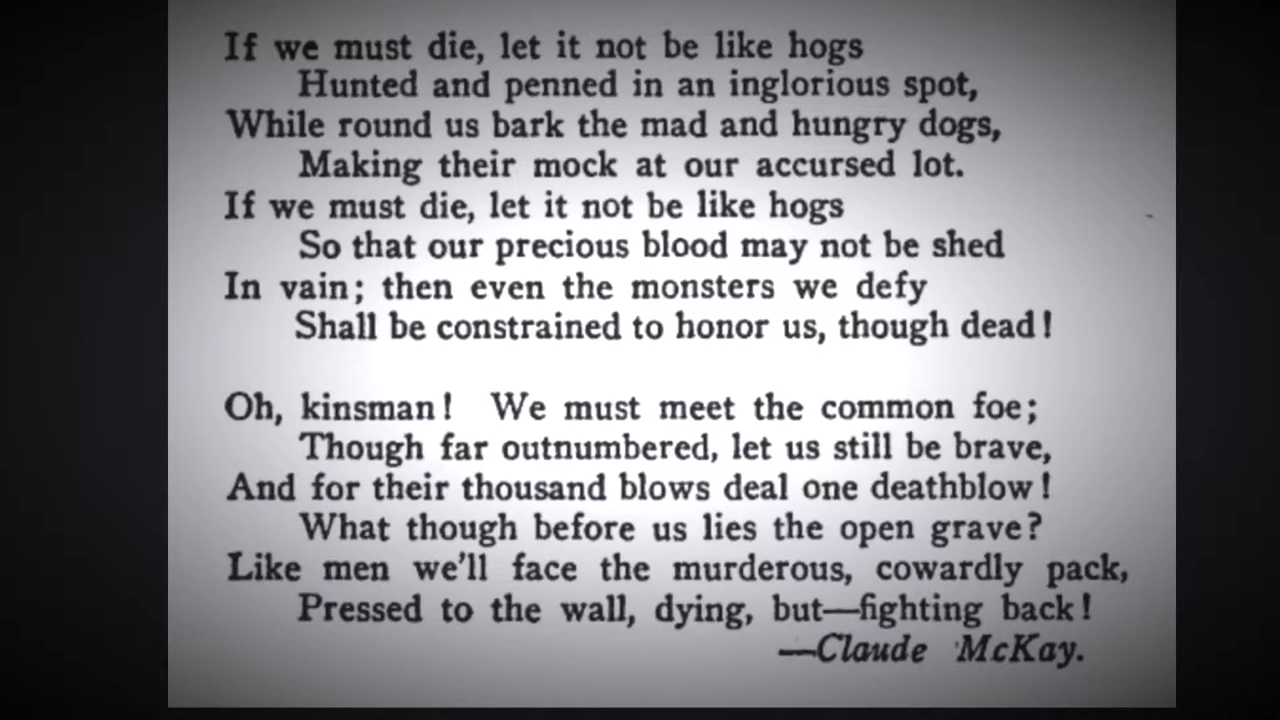 If we must die, let it not be like hogs
Hunted and penned in an inglorious spot,
While round us bark the mad and hungry dogs,
Making their mock at our accursed lot.
If we must die, let it not be like hogs
So that our precious blood may not be shed
In vain; then even the monsters we defy
Shall be constrained to honor us, though dead!
Oh, kinsman! We must meet the common foe;
Though far outnumbered, let us still be brave,
And for their thousand blows deal one deathblow!
What though before us lies the open grave?
Like men we'll face the murderous, cowardly pack,
Pressed to the wall, dying, but—fighting back!
—Claude McKay.